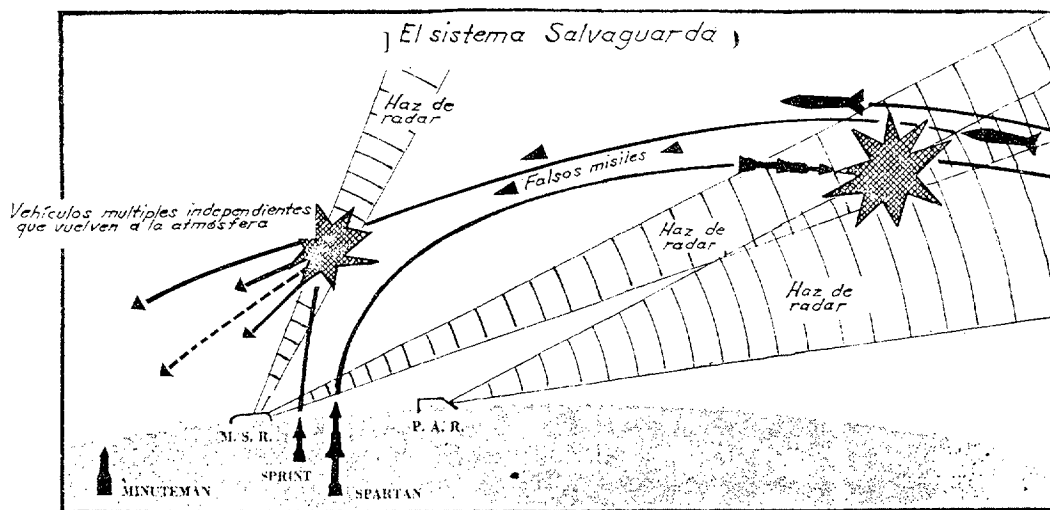 El sistema Salvaguarda
Haz de
radar
Falsos misiles
Vehículos multiples independientes
que vuelven a la atmósfera
Haz de
radar
Haz de
radar
M. S. R.
P. A. R.
SPRINT
MINUTEMAN
SPARTAN